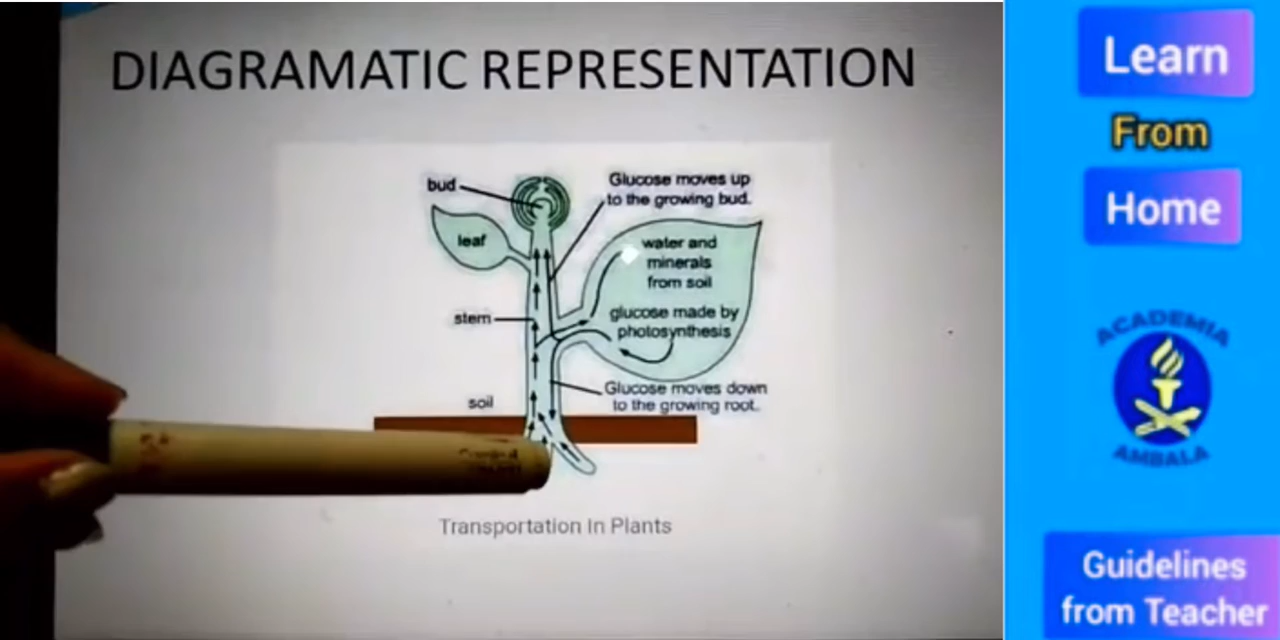 DIAGRAMATIC REPRESENTATION
bud
Glucose moves up
to the growing bud.
leaf
water and
minerals
from soil
stem
glucose made by
photosynthesis
Glucose moves down
to the growing root.
soil
Transportation In Plants
Learn
From
Home
ACADEMIA
AMBALA
Guidelines
from Teacher